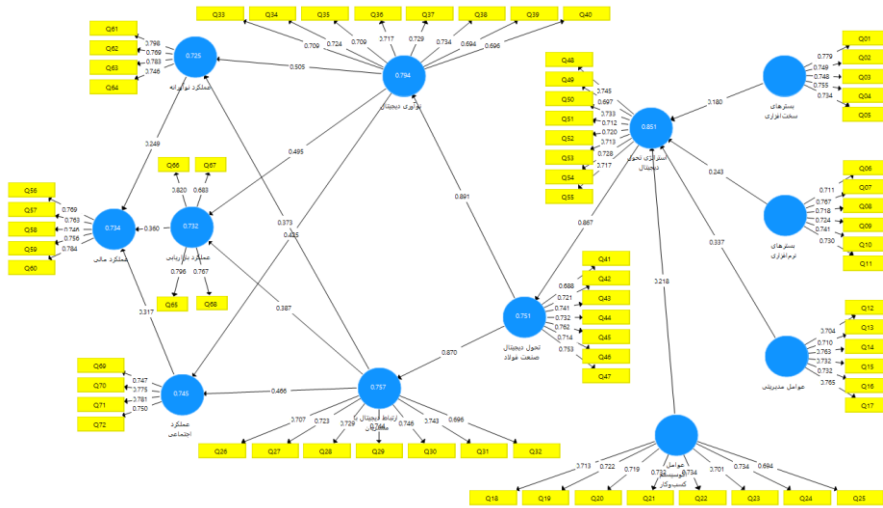 Q33
Q34
Q35
Q36
Q37
Q38
Q39
Q40
0.709
0.724
0.709
0.717
0.729
0.734
0.694
0.696
0.794
نوآوری دیجیتال
Q61
Q62
Q63
Q64
0.798
0.769
0.783
0.746
0.725
عملکرد نوآورانه
0.505
0.495
0.425
0.373
0.387
0.466
0.249
0.360
0.317
Q66
Q67
0.820
0.683
0.732
عملکرد بازاریابی
0.796
0.767
Q65
Q68
Q56
Q57
Q58
Q59
Q60
0.769
0.763
0.756
0.784
0.734
عملکرد مالی
Q69
Q70
Q71
Q72
0.747
0.775
0.781
0.750
0.745
عملکرد
اجتماعی
0.757
ارتباط دیجیتال با
مشتریان
0.707
0.723
0.729
0.744
0.746
0.743
0.696
Q26
Q27
Q28
Q29
Q30
Q31
Q32
0.891
0.870
0.867
0.751
تحول دیجیتال
صنعت فولاد
Q41
Q42
Q43
Q44
Q45
Q46
Q47
0.688
0.721
0.741
0.732
0.762
0.714
0.753
Q48
Q49
Q50
Q51
Q52
Q53
Q54
Q55
0.745
0.697
0.733
0.712
0.720
0.713
0.728
0.717
0.851
استراتژی تحول
دیجیتال
0.180
0.243
0.337
0.218
بسترهای
سخت‌افزاری
0.779
0.749
0.748
0.755
0.734
Q01
Q02
Q03
Q04
Q05
بسترهای
نرم‌افزاری
0.711
0.767
0.718
0.724
0.741
0.730
Q06
Q07
Q08
Q09
Q10
Q11
عوامل مدیریتی
0.704
0.710
0.763
0.732
0.732
0.765
Q12
Q13
Q14
Q15
Q16
Q17
عوامل
اکوسیستم
کسب‌وکار
0.713
0.722
0.719
0.732
0.734
0.701
0.734
0.694
Q18
Q19
Q20
Q21
Q22
Q23
Q24
Q25